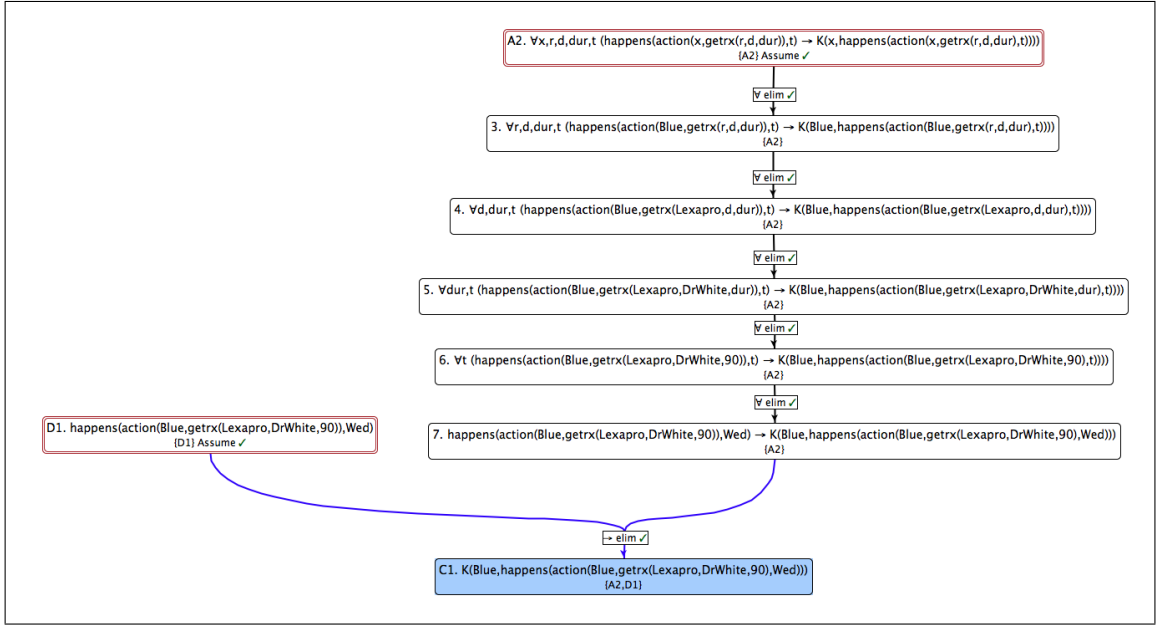 A2. ∀x,r,d,dur,t (happens(action(x,getrx(r,d,dur)),t) → K(x,happens(action(x,getrx(r,d,dur),t))))
{A2} Assume ✓
∀ elim ✓
3. ∀r,d,dur,t (happens(action(Blue,getrx(r,d,dur)),t) → K(Blue,happens(action(Blue,getrx(r,d,dur),t))))
{A2}
∀ elim ✓
4. ∀d,dur,t (happens(action(Blue,getrx(Lexapro,d,dur)),t) → K(Blue,happens(action(Blue,getrx(Lexapro,d,dur),t))))
{A2}
∀ elim ✓
5. ∀dur,t (happens(action(Blue,getrx(Lexapro,DrWhite,dur)),t) → K(Blue,happens(action(Blue,getrx(Lexapro,DrWhite,dur),t))))
{A2}
∀ elim ✓
6. ∀t (happens(action(Blue,getrx(Lexapro,DrWhite,90)),t) → K(Blue,happens(action(Blue,getrx(Lexapro,DrWhite,90),t))))
{A2}
∀ elim ✓
D1. happens(action(Blue,getrx(Lexapro,DrWhite,90)),Wed)
{D1} Assume ✓
7. happens(action(Blue,getrx(Lexapro,DrWhite,90)),Wed) → K(Blue,happens(action(Blue,getrx(Lexapro,DrWhite,90),Wed)))
{A2}
→ elim ✓
C1. K(Blue,happens(action(Blue,getrx(Lexapro,DrWhite,90),Wed)))
{A2,D1}